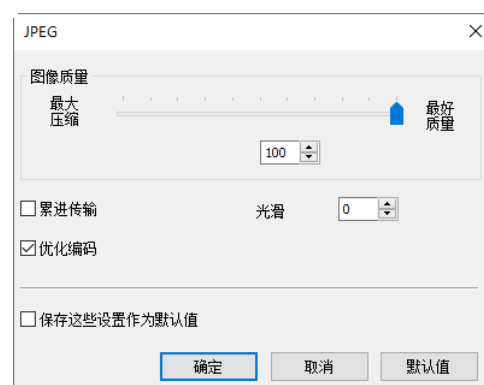 JPEG
图像质量
最大
压缩
最好
质量
100
累进传输
光滑
0
优化编码
保存这些设置作为默认值
确定
取消
默认值